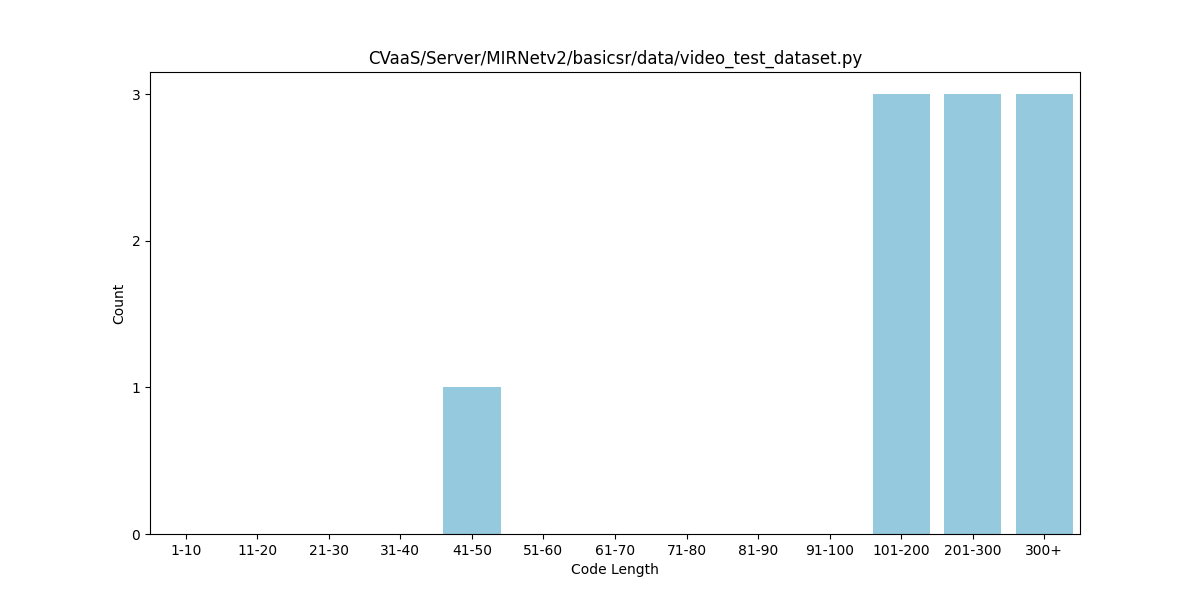 CVaaS/Server/MIRNetv2/basicsr/data/video_test_dataset.py
3
2
1
0
Count
1-10 11-20 21-30 31-40 41-50 51-60 61-70 71-80 81-90 91-100 101-200 201-300 300+
Code Length